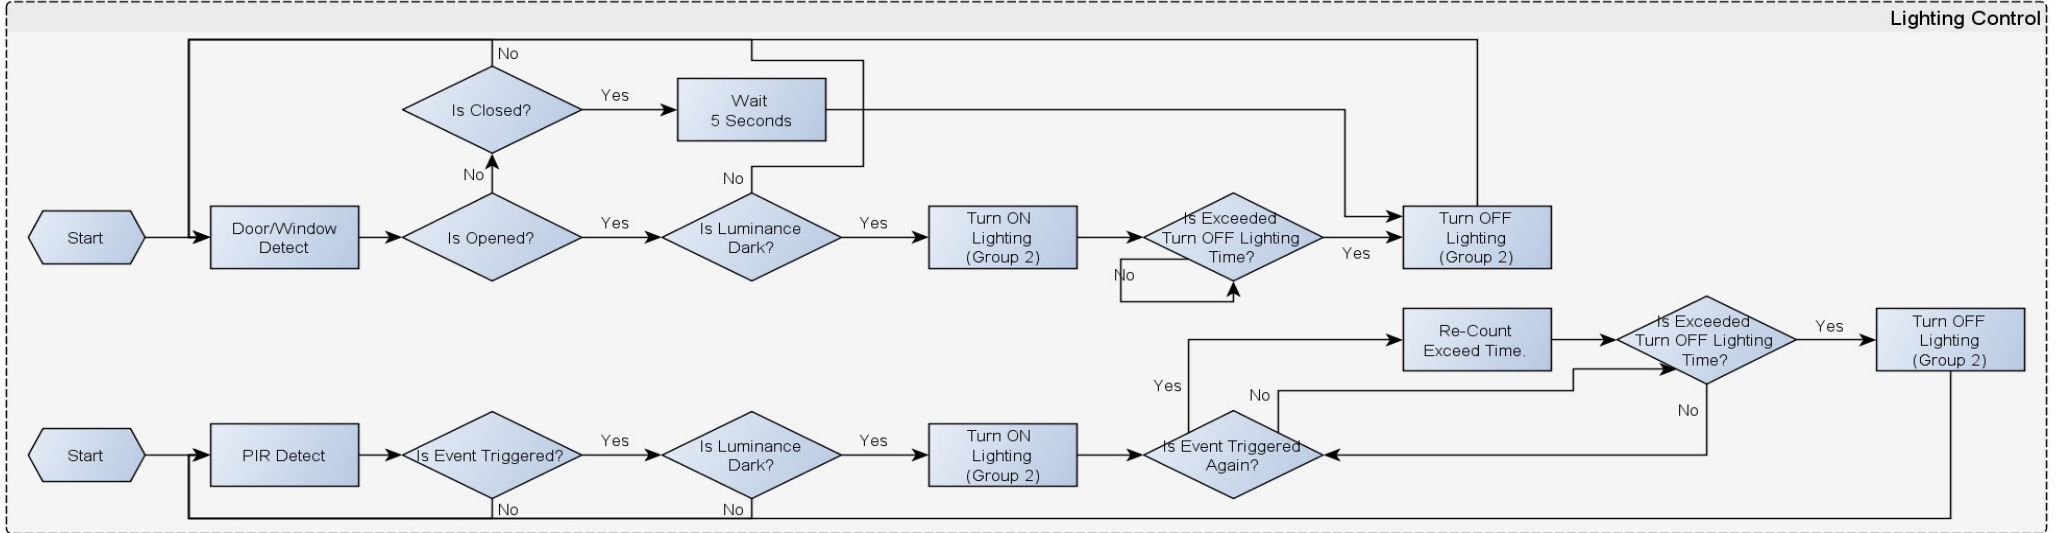 Lighting Control
No
Is Closed?
Yes
Wait
5 Seconds
No
No
Start
Door/Window
Detect
Is Opened?
Yes
Is Luminance
Dark?
Yes
Turn ON
Lighting
(Group 2)
Is Exceeded
Turn OFF Lighting
Time?
No
Yes
Turn OFF
Lighting
(Group 2)
Re-Count
Exceed Time.
Is Exceeded
Turn OFF Lighting
Time?
Yes
Turn OFF
Lighting
(Group 2)
Yes
No
No
Start
PIR Detect
Is Event Triggered?
Yes
Is Luminance
Dark?
Yes
Turn ON
Lighting
(Group 2)
Is Event Triggered
Again?
No
No